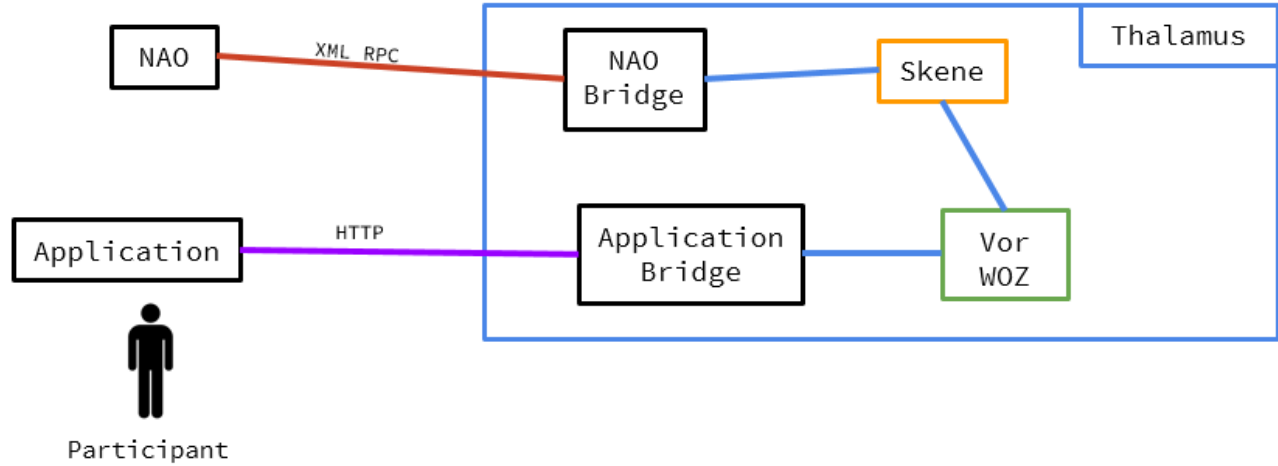 NAO
XML RPC
NAO
Bridge
Skene
Thalamus
Application
HTTP
Application
Bridge
Vor
WOZ
Participant